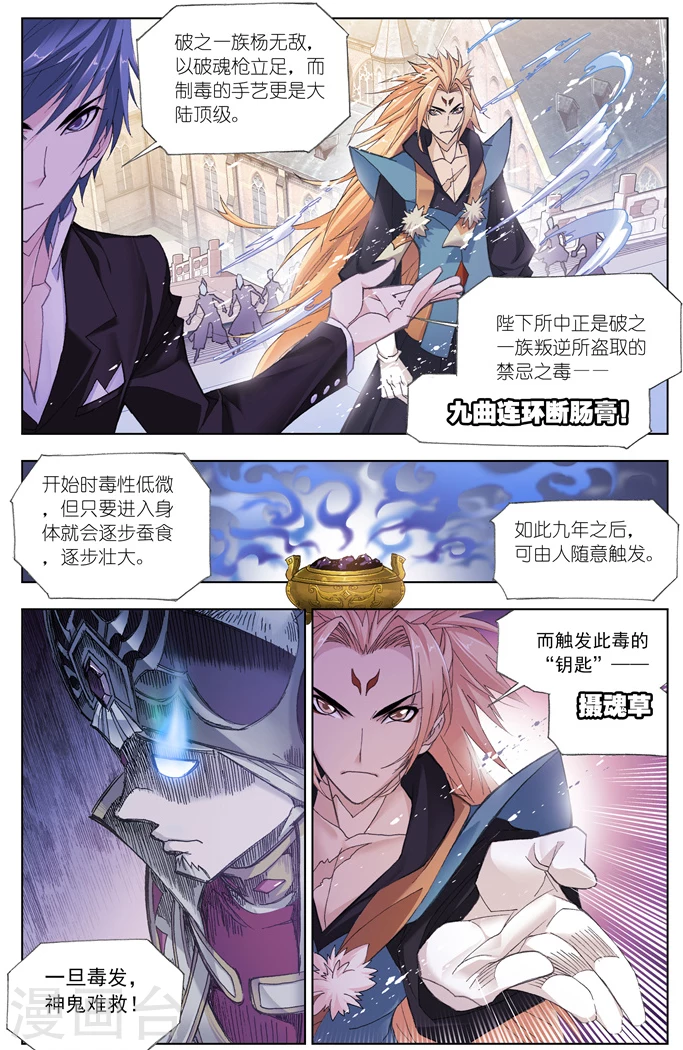 破之一族杨无敌，
以破魂枪立足，而
制毒的手艺更是大
陆顶级。
陛下所中正是破之
一族叛逆所盗取的
禁忌之毒——
九曲连环断肠膏！
开始时毒性低微
，但只要进入身
体就会逐步蚕食
，逐步壮大。
如此九年之后，
可由人随意触发。
而触发此毒的
“钥匙”——
摄魂草
一旦毒发，
神鬼难救！
漫画台